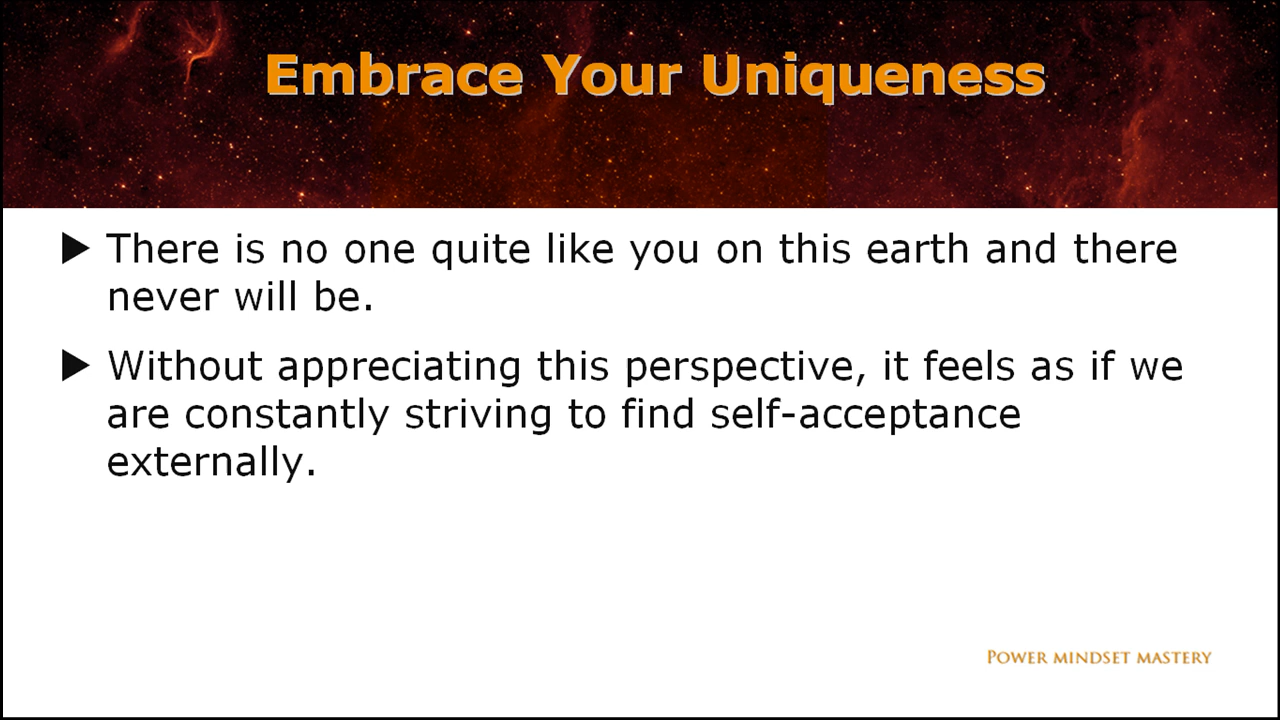 Embrace Your Uniqueness
▶ There is no one quite like you on this earth and there
never will be.
▶ Without appreciating this perspective, it feels as if we
are constantly striving to find self-acceptance
externally.
POWER MINDSET MASTERY